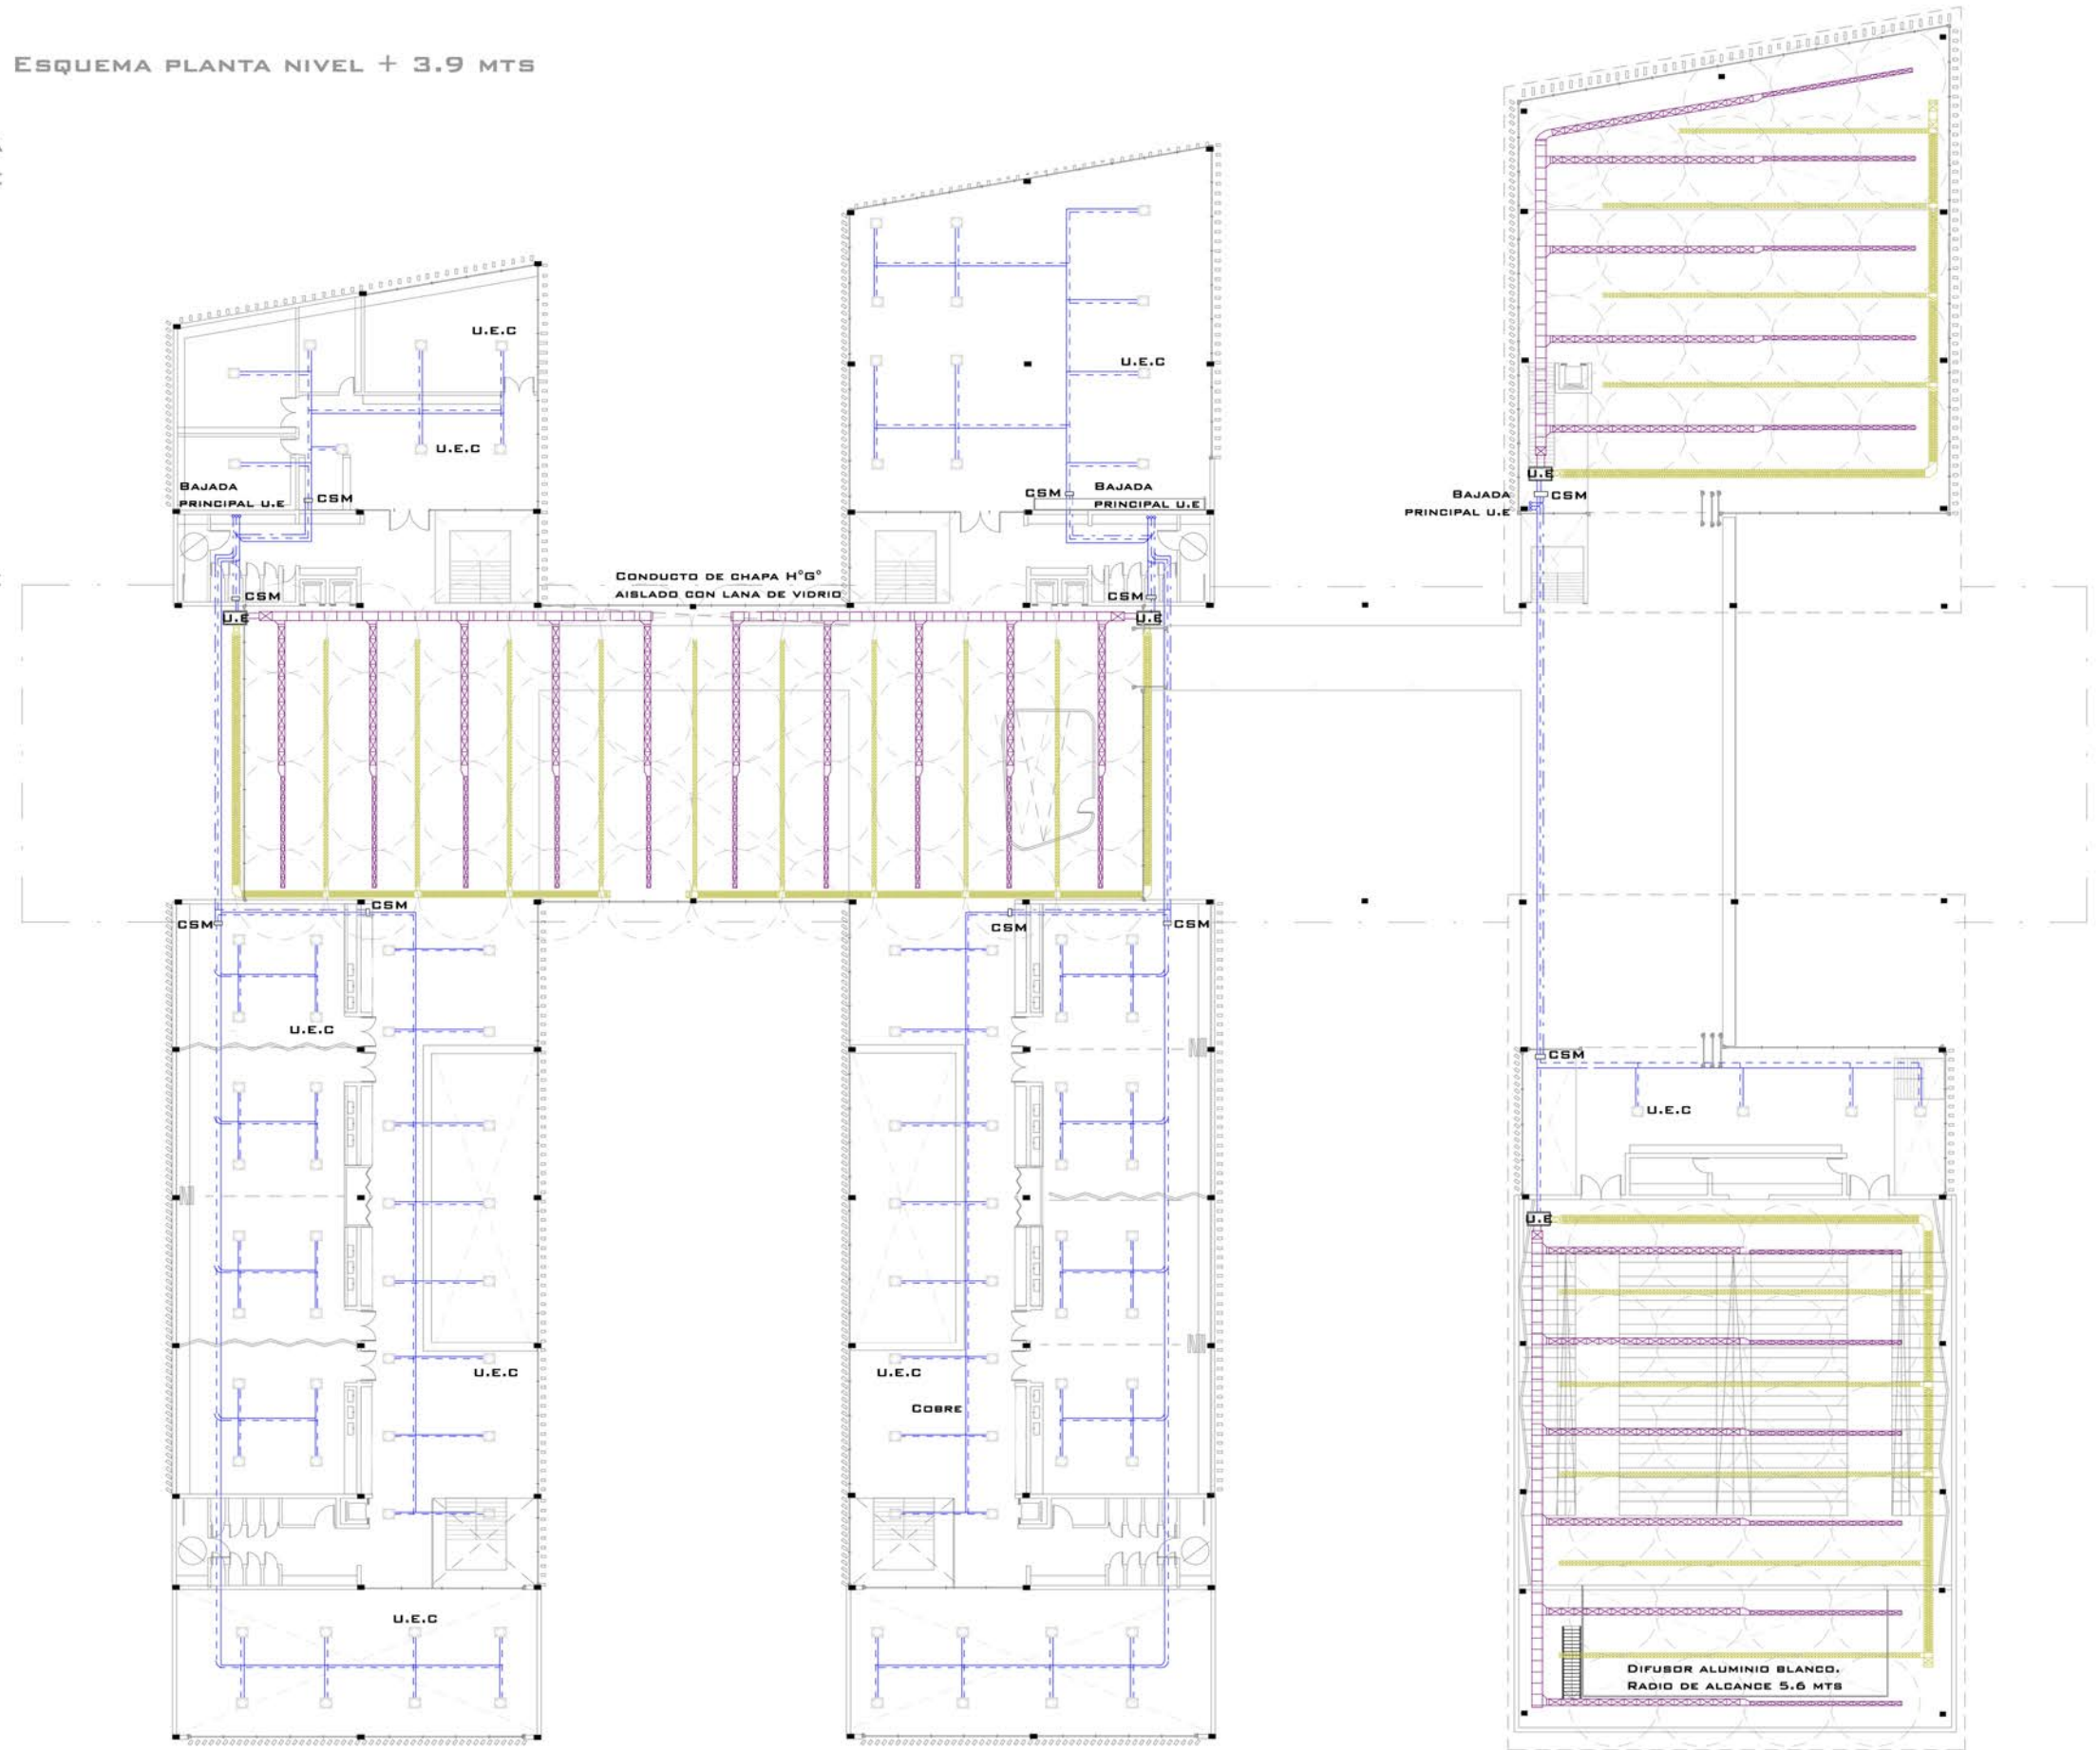 ESQUEMA PLANTA NIVEL + 3.9 MTS
U.E.C
U.E.C
U.E.C
BAJADA
PRINCIPAL U.E
CSM
CSM
BAJADA
PRINCIPAL U.E
BAJADA
PRINCIPAL U.E
U.E
CSM
CONDUCTO DE CHAPA H°G°
AISLADO CON LANA DE VIDRIO
CSM
CSM
U.E
U.E
CSM
CSM
CSM
CSM
U.E.C
CSM
U.E.C
U.E
U.E.C
U.E.C
COBRE
U.E.C
DIFUSOR ALUMINIO BLANCO.
RADIO DE ALCANCE 5.6 MTS